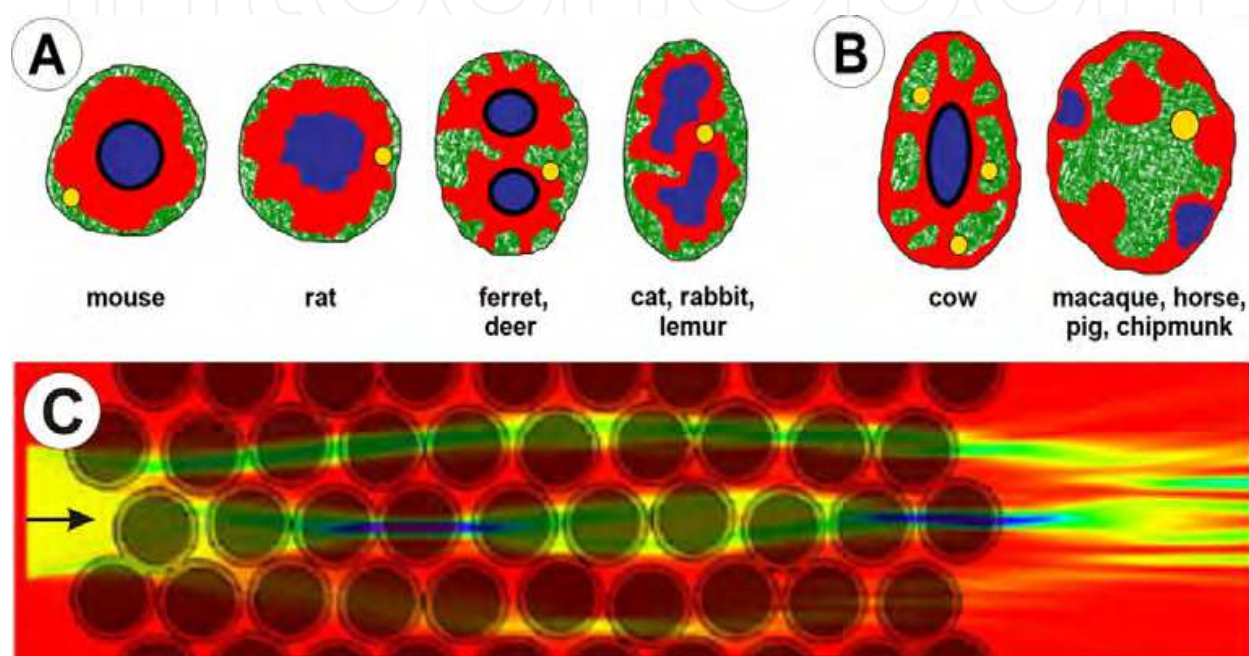 A
B
mouse
rat
ferret,
deer
cat, rabbit,
lemur
cow
macaque, horse,
pig, chipmunk
C